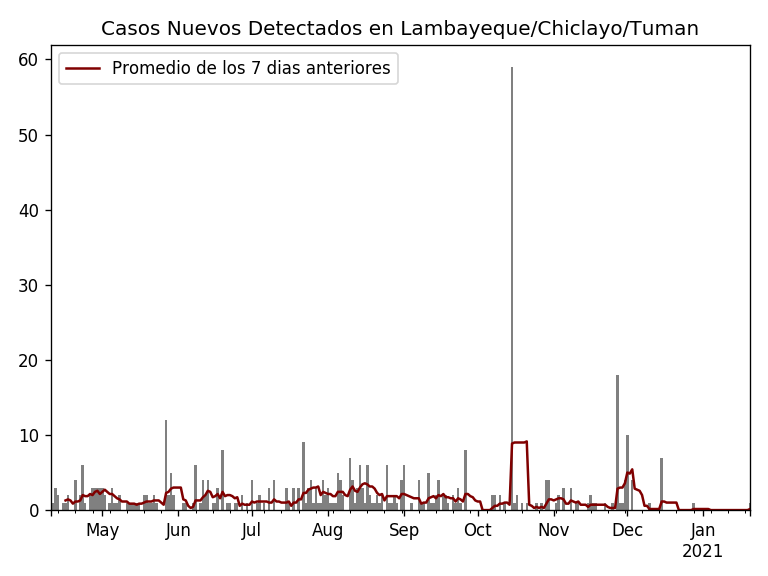 Casos Nuevos Detectados en Lambayeque/Chiclayo/Tuman
Promedio de los 7 dias anteriores
60
50
40
30
20
10
0
May Jun Jul Aug Sep Oct Nov Dec Jan
2021